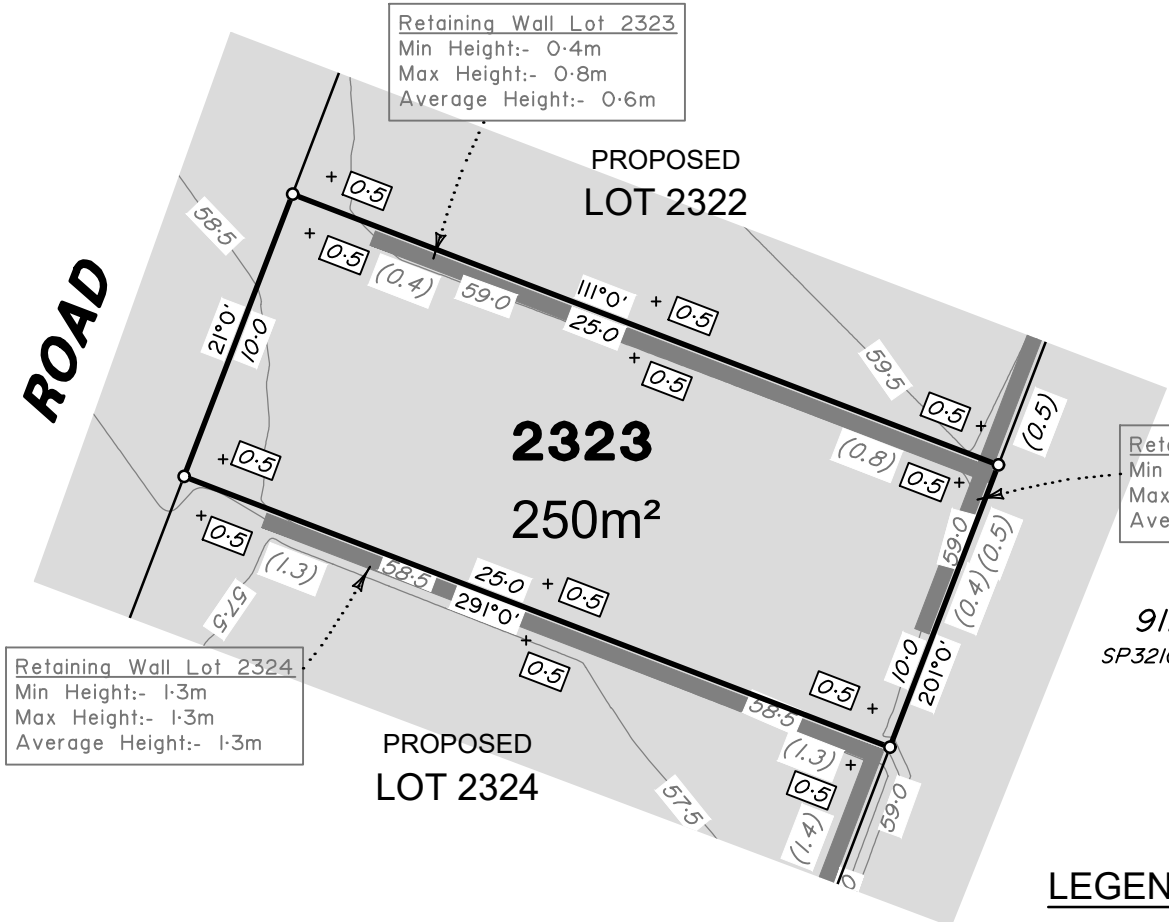 Retaining Wall Lot 2323
Min Height:- 0·4m
Max Height:- 0·8m
Average Height:- 0·6m
PROPOSED
LOT 2322
0·5
58·5
0·5
(0.4)
59·0
111°0'
0·5
25·0
ROAD
21°0'
10·0
0·5
59·5
0·5
(0.5)
2323
250m²
(0.8)
0·5
Reta
Min
Max
Ave
0·5
0·5
59·0
(0.4)
(0.5)
(1.3)
58·5
25·0
0·5
291°0'
57·5
0·5
10·0
201°0'
91
SP3210
Retaining Wall Lot 2324
Min Height:- 1·3m
Max Height:- 1·3m
Average Height:- 1·3m
0·5
58·5
PROPOSED
LOT 2324
(1.3)
0·5
57·5
(1.4)
59·0
0
LEGEN